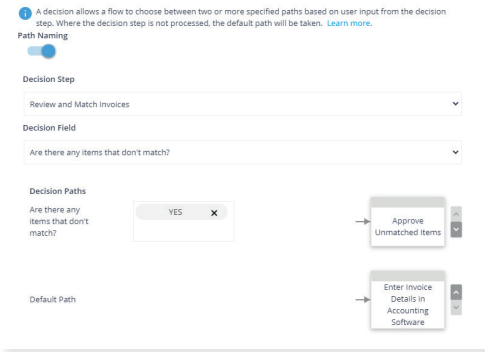 A decision allows a flow to choose between two or more specified paths based on user input from the decision
step. Where the decision step is not processed, the default path will be taken. Learn more.
Path Naming
Decision Step
Review and Match Invoices
Decision Field
Are there any items that don't match?
Decision Paths
Are there any
items that don't
match?
YES
Approve
Unmatched Items
Default Path
Enter Invoice
Details in
Accounting
Software